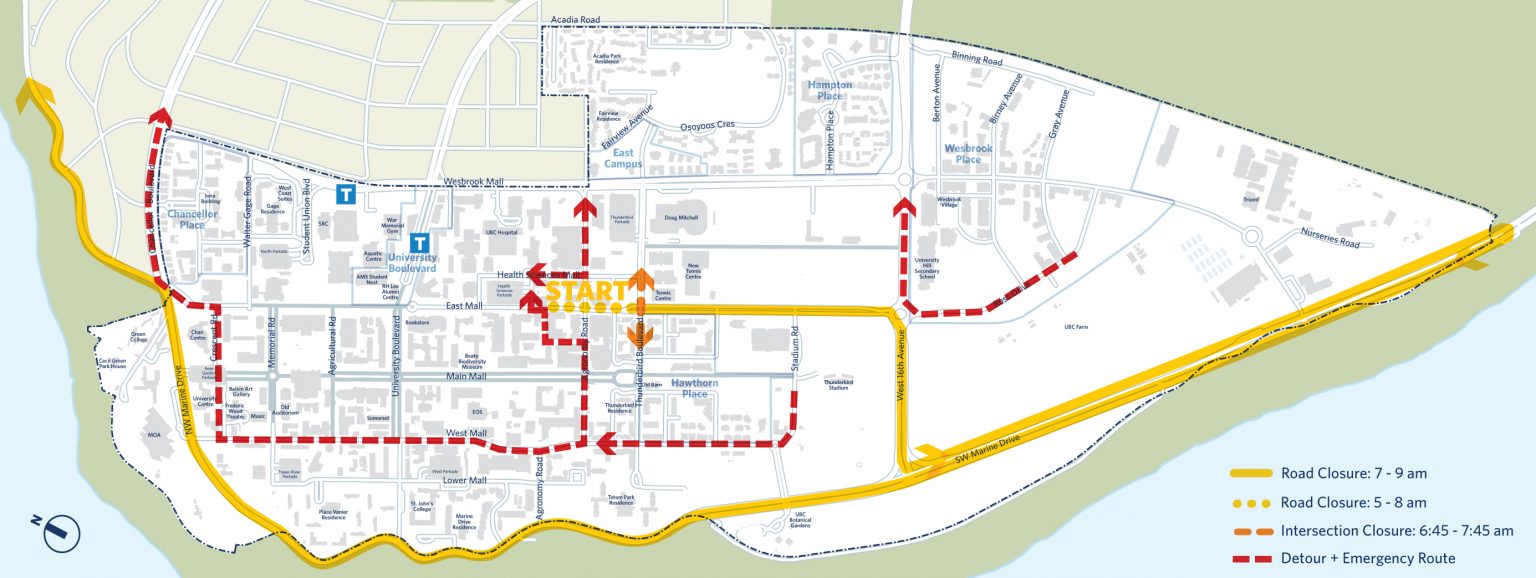 Acadia Road
Binning Road
Acadia Park
Residence
Hampton
Place
Berton Avenue
Birney Avenue
Gray Avenue
Fairview
Residence
Fairview Avenue
Osoyoos Cres
Hampton Place
East
Campus
Wesbrook
Place
Wesbrook Mall
Chancellor Boulevard
Iona
Building
Walter Gage Road
West
Coast
Suites
Gage
Residence
Student Union Blvd
T
Chancellor
Place
SRC
War
Memorial
Gym
UBC Hospital
Thunderbird
Parkade
Doug Mitchell
Wesbrook
Village
Triumf
Nurseries Road
North Parkade
Aquatic
Centre
T
University
Boulevard
AMS Student
Nest
RH Lee
Alumni
Centre
Health Sciences Mall
Health
Sciences
Parkade
START
New
Tennis
Centre
Tennis
Centre
University
Hill
Secondary
School
East Mall
UBC Farm
Green
College
Chan
Centre
Crescent Rd
Memorial Rd
Agricultural Rd
University Boulevard
Bookstore
Agronomy Road
Thunderbird Boulevard
Stadium Rd
West 16th Avenue
Cecil Green
Park House
Rose
Garden
Parkade
Beaty
Biodiversity
Museum
Main Mall
Old Barn
Hawthorn
Place
Thunderbird
Stadium
NW Marine Drive
University
Centre
Belkin Art
Gallery
Frederic
Wood
Theatre
Music
Old
Auditorium
Somerset
EOS
Thunderbird
Residence
MOA
West Mall
SW Marine Drive
Fraser River
Parkade
West Parkade
Lower Mall
Agronomy Road
Place Vanier
Residence
St. John's
College
Marine
Drive
Residence
Totem Park
Residence
UBC
Botanical
Gardens
N
Road Closure: 7 - 9 am
Road Closure: 5 - 8 am
Intersection Closure: 6:45 - 7:45 am
Detour + Emergency Route